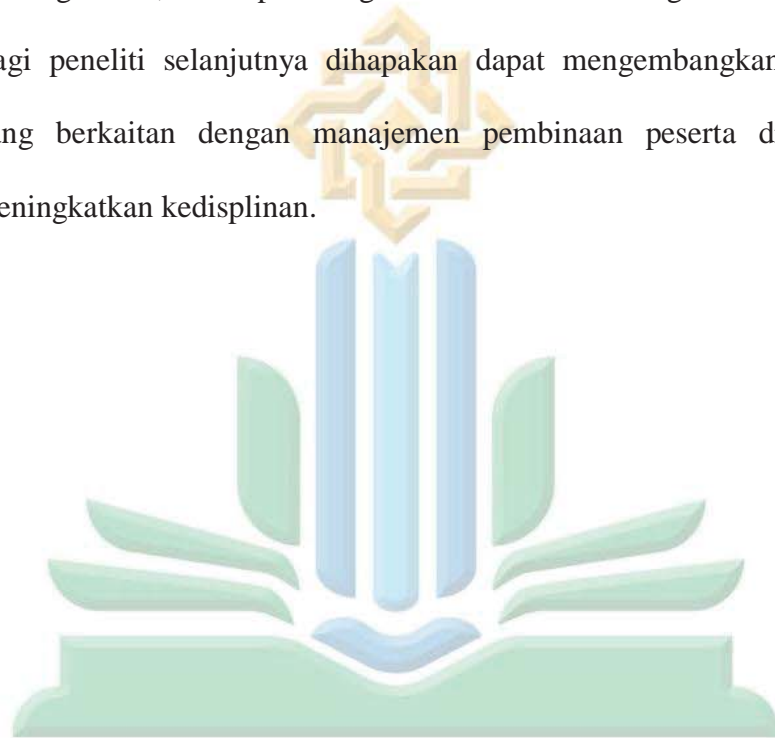 agi peneliti selanjutnya dihapakan dapat mengembangkan
ng berkaitan dengan manajemen pembinaan peserta d
eningkatkan kedisplinan.